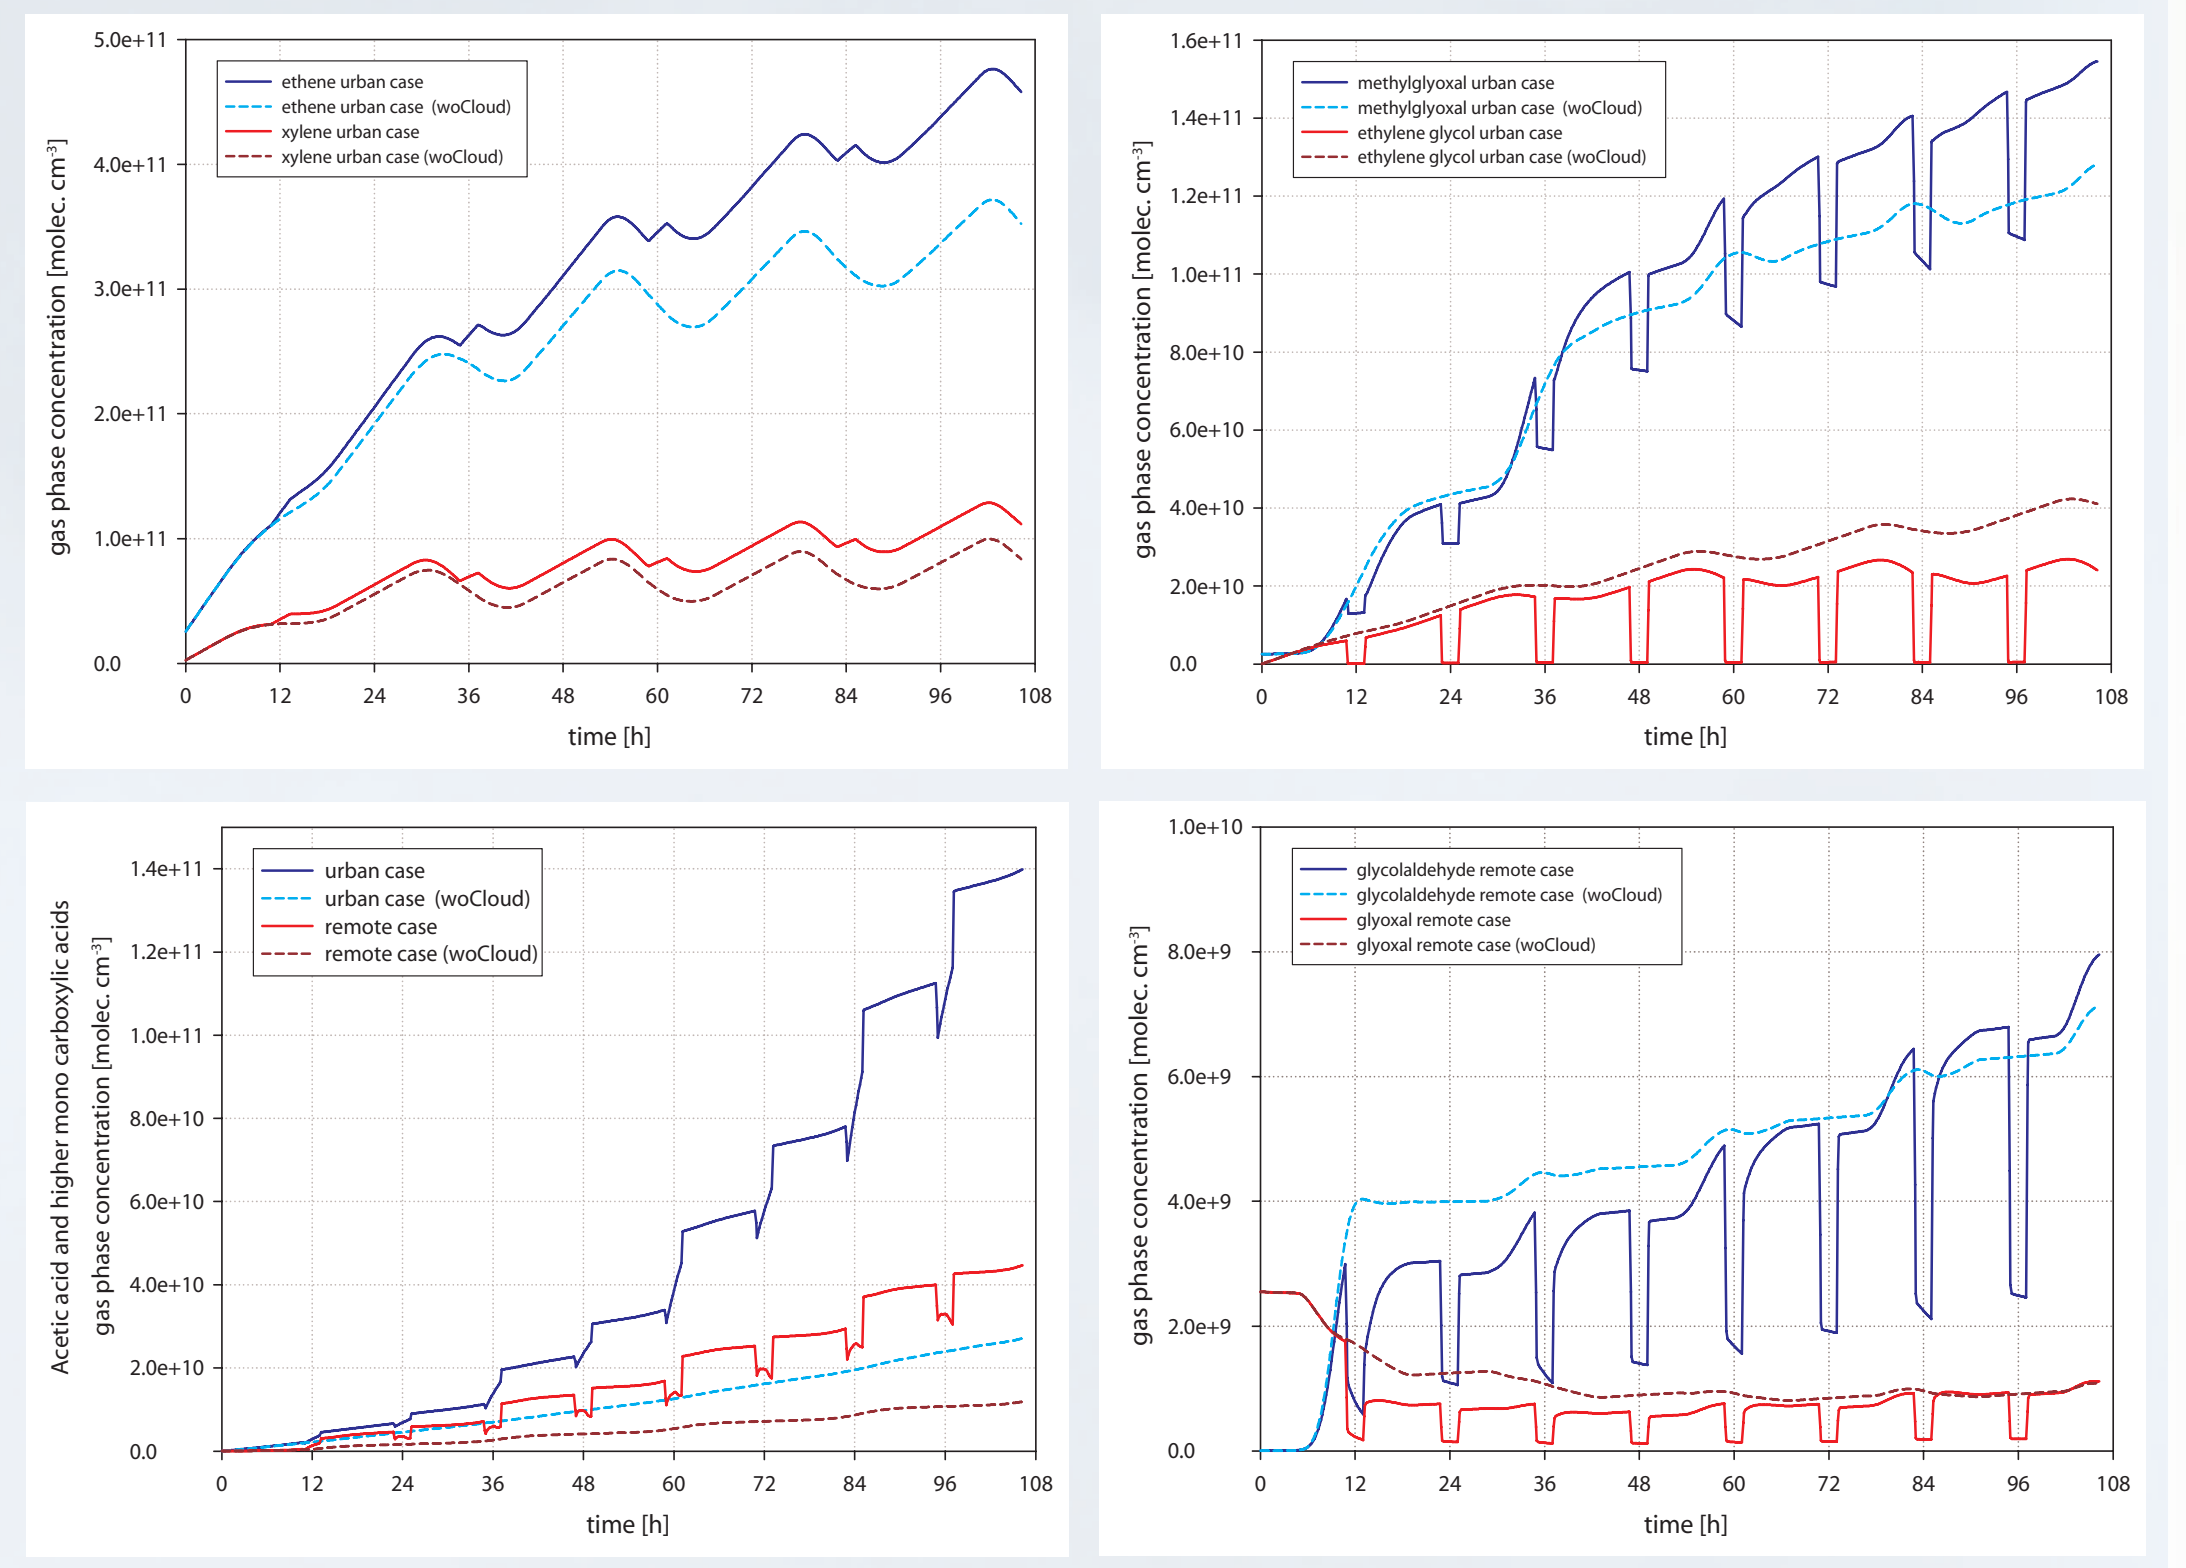 5.0e+11
4.0e+11
3.0e+11
2.0e+11
1.0e+11
0.0
gas phase concentration [molec. cm⁻³]
ethene urban case
ethene urban case (woCloud)
xylene urban case
xylene urban case (woCloud)
0 12 24 36 48 60 72 84 96 108
time [h]
1.6e+11
1.4e+11
1.2e+11
1.0e+11
8.0e+10
6.0e+10
4.0e+10
2.0e+10
0.0
gas phase concentration [molec. cm⁻³]
methylglyoxal urban case
methylglyoxal urban case (woCloud)
ethylene glycol urban case
ethylene glycol urban case (woCloud)
0 12 24 36 48 60 72 84 96 108
time [h]
1.4e+11
1.2e+11
1.0e+11
8.0e+10
6.0e+10
4.0e+10
2.0e+10
0.0
Acetic acid and higher mono carboxylic acids
gas phase concentration [molec. cm⁻³]
urban case
urban case (woCloud)
remote case
remote case (woCloud)
0 12 24 36 48 60 72 84 96 108
time [h]
1.0e+10
8.0e+9
6.0e+9
4.0e+9
2.0e+9
0.0
gas phase concentration [molec. cm⁻³]
glycolaldehyde remote case
glycolaldehyde remote case (woCloud)
glyoxal remote case
glyoxal remote case (woCloud)
0 12 24 36 48 60 72 84 96 108
time [h]